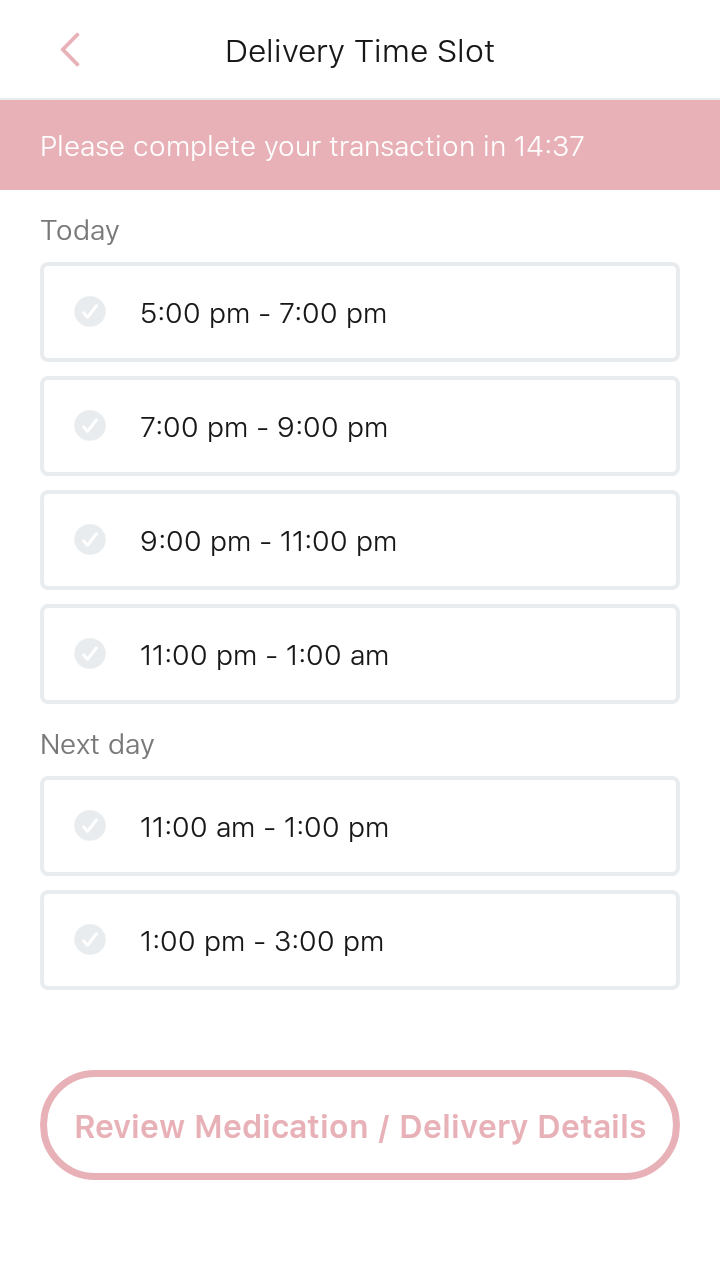 Delivery Time Slot
Please complete your transaction in 14:37
Today
5:00 pm - 7:00 pm
7:00 pm - 9:00 pm
9:00 pm - 11:00 pm
11:00 pm - 1:00 am
Next day
11:00 am - 1:00 pm
1:00 pm - 3:00 pm
Review Medication / Delivery Details